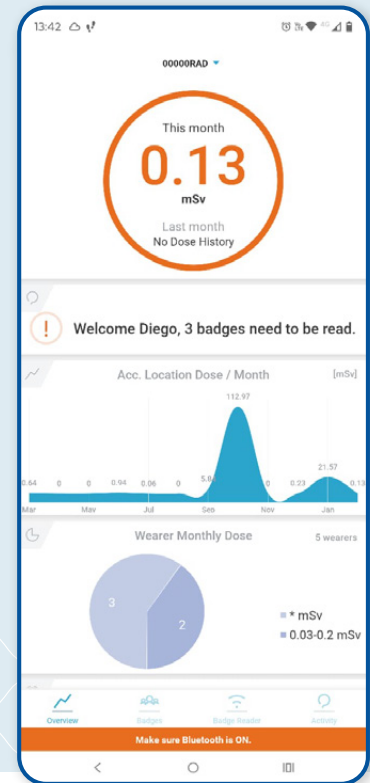 13:42
00000RAD
This month
0.13
mSv
Last month
No Dose History
! Welcome Diego, 3 badges need to be read.
Acc. Location Dose / Month [mSv]
112.97
0.64 0 0 0.94 0.06 0 5.8 0 0.23 21.57 0.13
Mar May Jul Sep Nov Jan
Wearer Monthly Dose 5 wearers
3
2
* mSv
0.03-0.2 mSv
Overview Badges Badge Reader Activity
Make sure Bluetooth is ON.